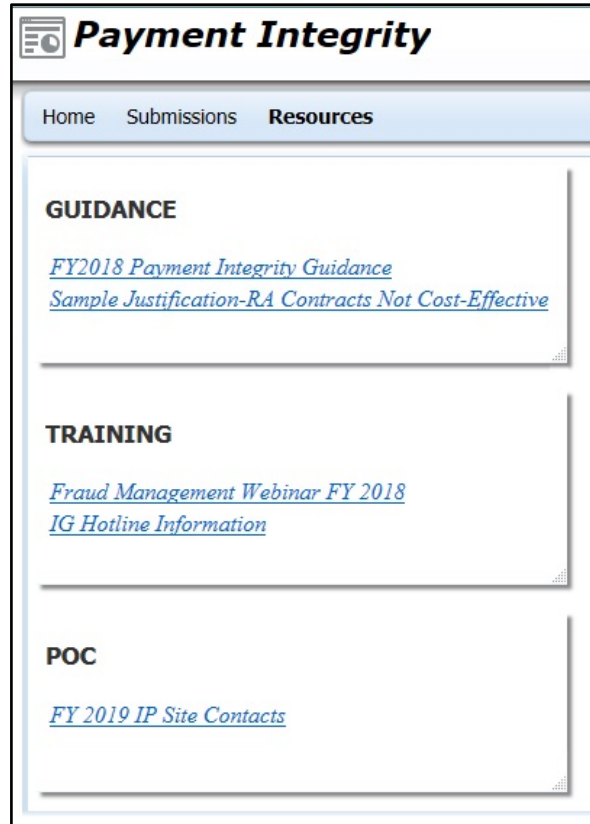 Payment Integrity
Home Submissions Resources
GUIDANCE
FY2018 Payment Integrity Guidance
Sample Justification-RA Contracts Not Cost-Effective
TRAINING
Fraud Management Webinar FY 2018
IG Hotline Information
POC
FY 2019 IP Site Contacts